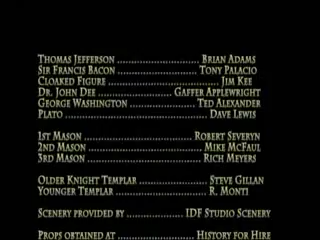 Thomas Jefferson ............................ Brian Adams
Sir Francis Bacon ........................... Tony Palacio
Cloaked Figure ....................................... Jim Kee
Dr. John Dee .......................... Gaffer Applewright
George Washington ....................... Ted Alexander
Plato ................................................. Dave Lewis
1st Mason ...................................... Robert Severyn
2nd Mason ....................................... Mike McFaul
3rd Mason ....................................... Rich Meyers
Older Knight Templar ........................ Steve Gillan
Younger Templar ................................. R. Monti
Scenery provided by ................... IDF Studio Scenery
Props obtained at ........................... History for Hire